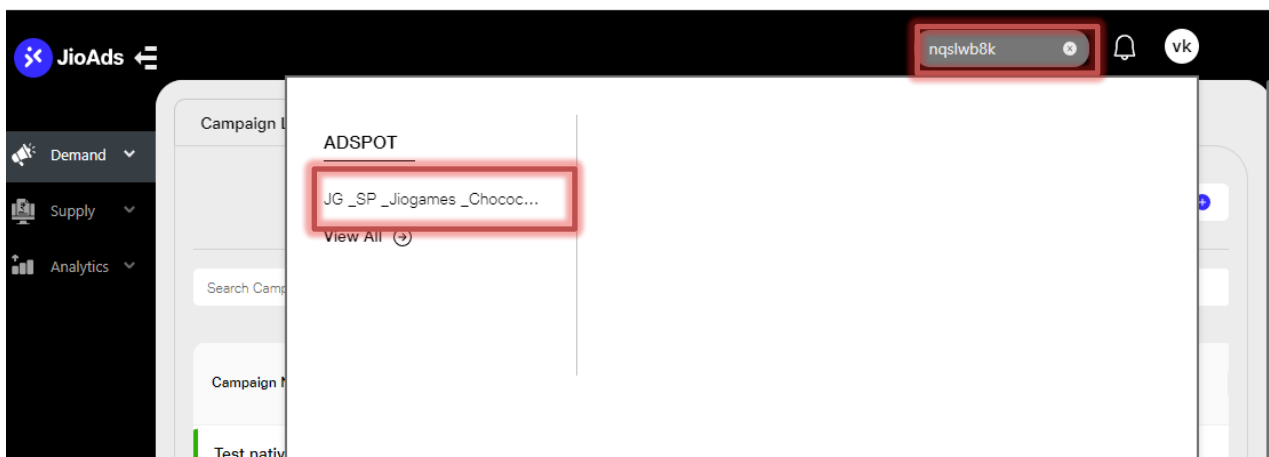 JioAds
nqslwb8k
vk
Campaign L
ADSPOT
Demand
JG _SP _Jiogames _Chococ...
Supply
View All
Analytics
Search Camp
Campaign N
Test nativ